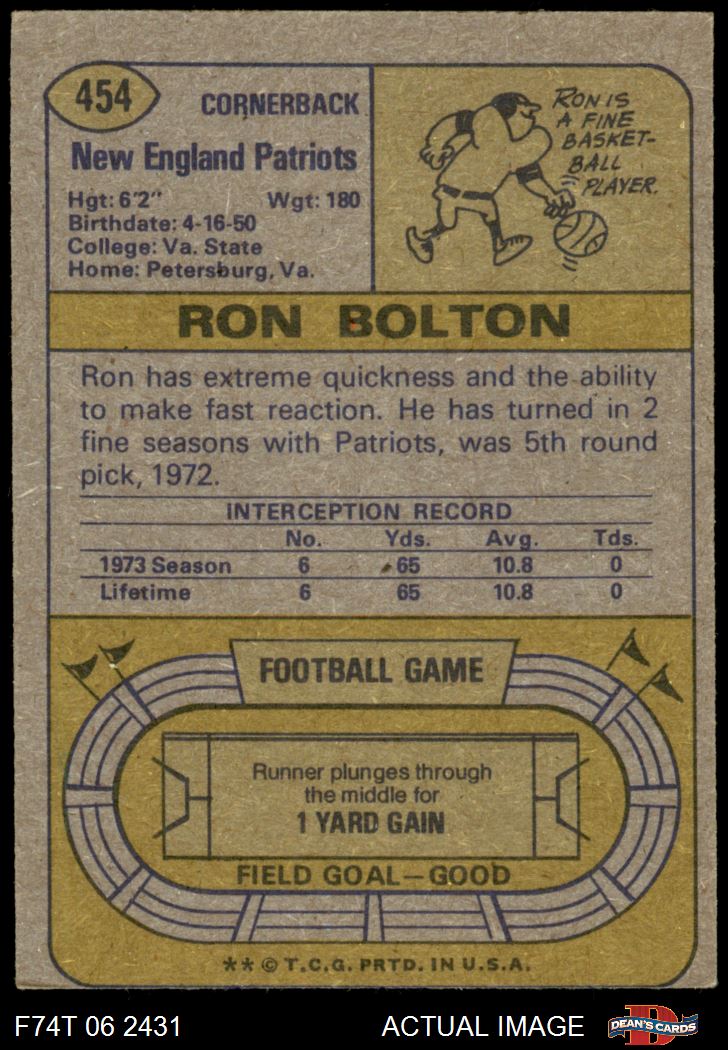 454
CORNERBACK
New England Patriots
Hgt: 6'2" Wgt: 180
Birthdate: 4-16-50
College: Va. State
Home: Petersburg, Va.
RON IS
A FINE
BASKET-
BALL
PLAYER.
RON BOLTON
Ron has extreme quickness and the ability
to make fast reaction. He has turned in 2
fine seasons with Patriots, was 5th round
pick, 1972.
INTERCEPTION RECORD
No. Yds. Avg. Tds.
1973 Season 6 65 10.8 0
Lifetime 6 65 10.8 0
FOOTBALL GAME
Runner plunges through
the middle for
1 YARD GAIN
FIELD GOAL—GOOD
** © T.C.G. PRTD. IN U.S.A.
F74T 06 2431 ACTUAL IMAGE
D
DEAN'S CARDS